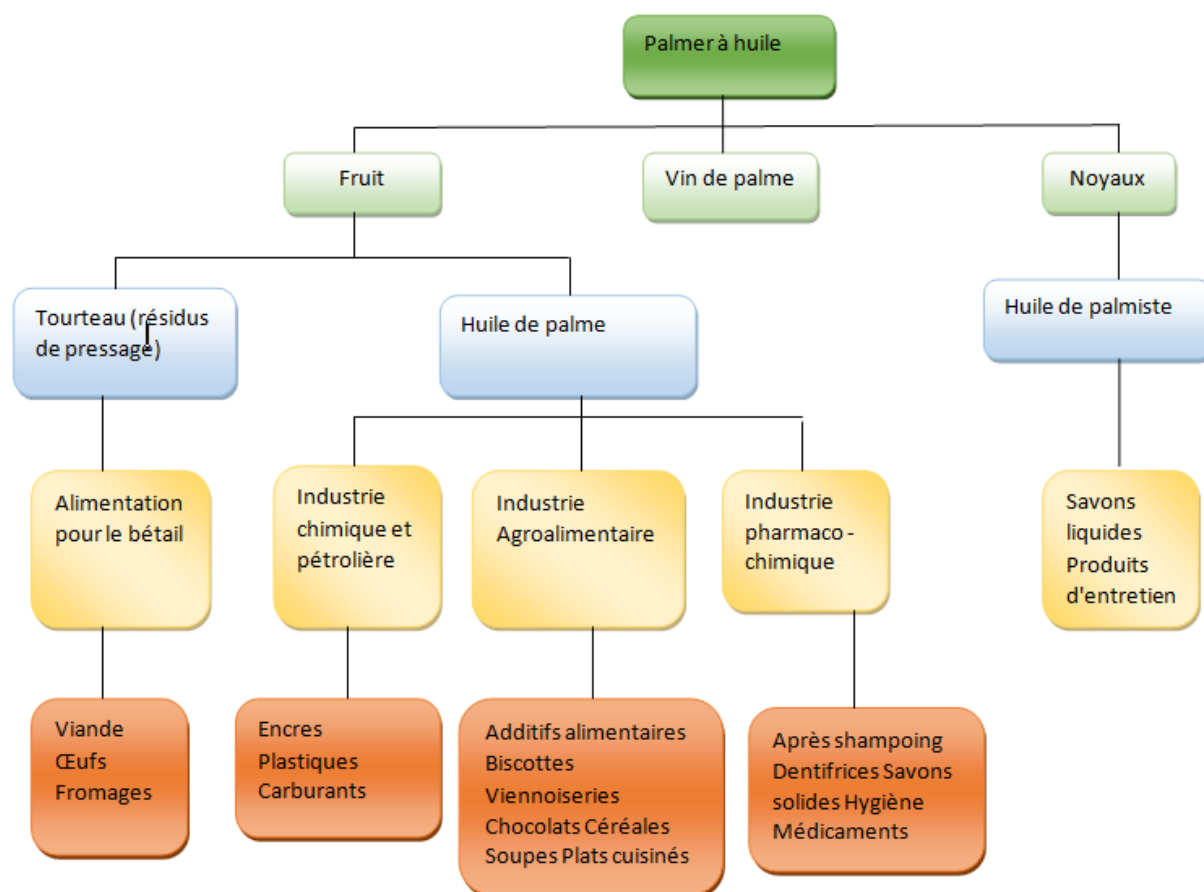 Palmer à huile
Fruit
Vin de palme
Noyaux
Tourteau (résidus
de pressage)
Huile de palme
Huile de palmiste
Alimentation
pour le bétail
Industrie
chimique et
pétrolière
Industrie
Agroalimentaire
Industrie
pharmaco -
chimique
Savons
liquides
Produits
d'entretien
Viande
Œufs
Fromages
Encres
Plastiques
Carburants
Additifs alimentaires
Biscottes
Viennoiseries
Chocolats Céréales
Soupes Plats cuisinés
Après shampoing
Dentifrices Savons
solides Hygiène
Médicaments